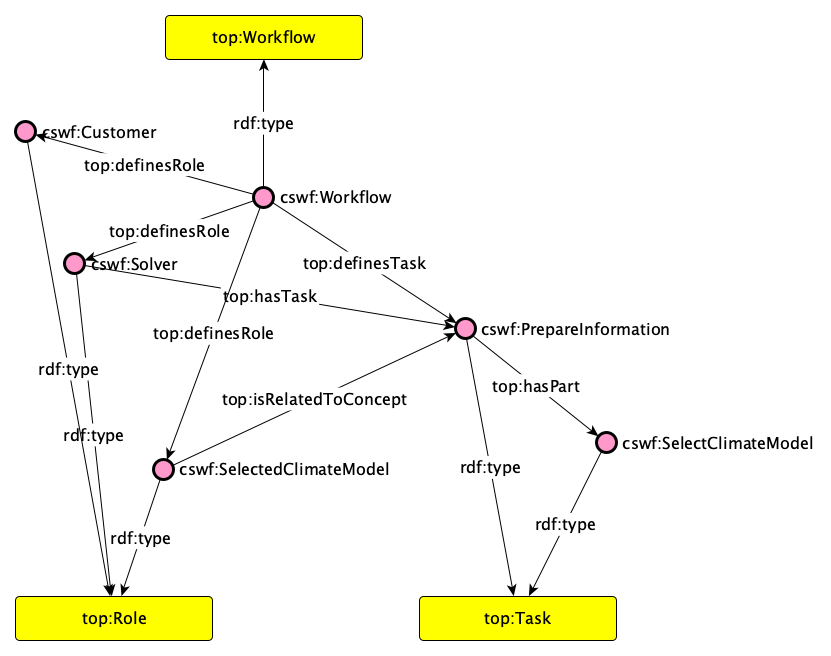 top:Workflow
rdf:type
cswf:Customer
top:definesRole
cswf:Workflow
top:definesRole
cswf:Solver
top:definesTask
top:hasTask
cswf:PrepareInformation
top:definesRole
rdf:type
top:hasPart
top:isRelatedToConcept
rdf:type
cswf:SelectClimateModel
cswf:SelectedClimateModel
rdf:type
rdf:type
rdf:type
top:Role
top:Task